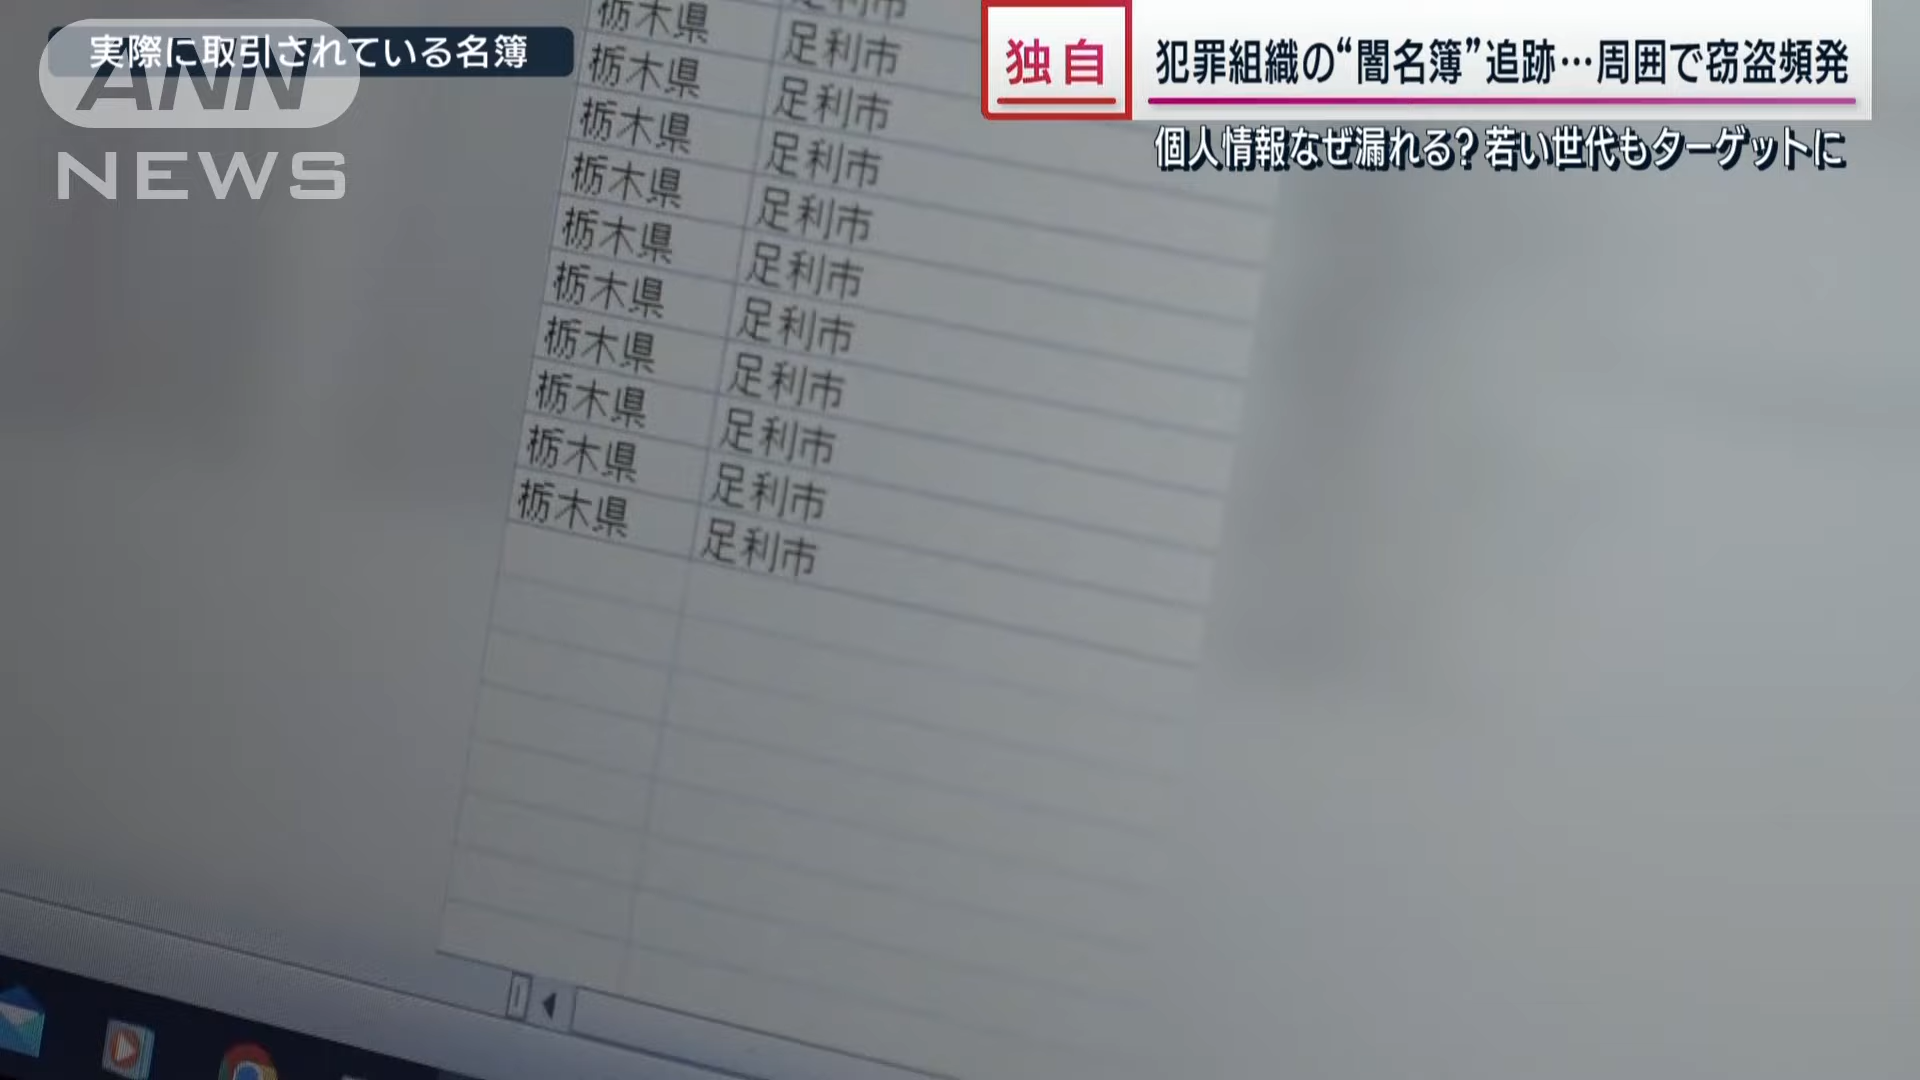 実際に取引されている名簿
ANN
NEWS
独自
犯罪組織の“闇名簿”追跡…周囲で窃盗頻発
個人情報なぜ漏れる？若い世代もターゲットに
足利市
栃木県 足利市
栃木県 足利市
栃木県 足利市
栃木県 足利市
栃木県 足利市
栃木県 足利市
栃木県 足利市
栃木県 足利市
栃木県 足利市
栃木県 足利市